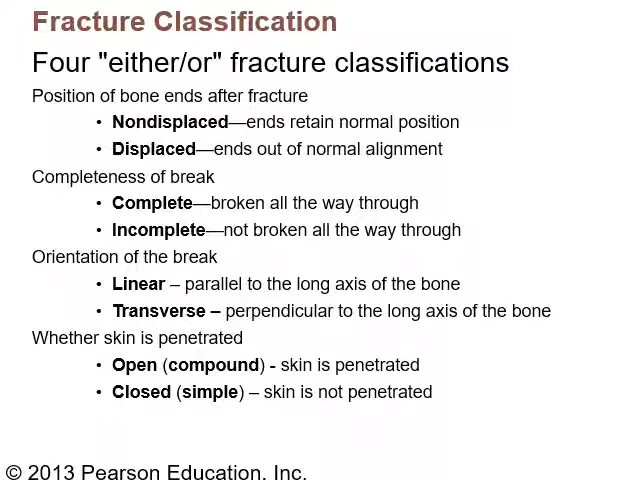 Fracture Classification
Four "either/or" fracture classifications
Position of bone ends after fracture
• Nondisplaced—ends retain normal position
• Displaced—ends out of normal alignment
Completeness of break
• Complete—broken all the way through
• Incomplete—not broken all the way through
Orientation of the break
• Linear – parallel to the long axis of the bone
• Transverse – perpendicular to the long axis of the bone
Whether skin is penetrated
• Open (compound) - skin is penetrated
• Closed (simple) – skin is not penetrated
© 2013 Pearson Education, Inc.